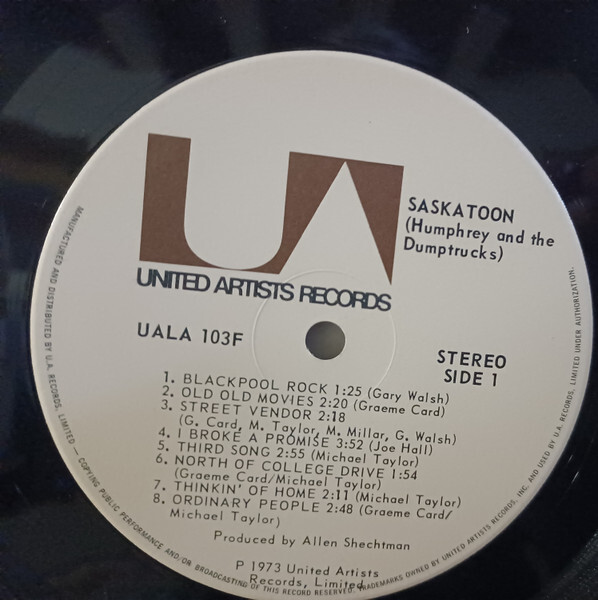 UA
SASKATOON
(Humphrey and the
Dumptrucks)
UNITED ARTISTS RECORDS
UALA 103F
STEREO
SIDE 1
1. BLACKPOOL ROCK 1:25 (Gary Walsh)
2. OLD OLD MOVIES 2:20 (Graeme Card)
3. STREET VENDOR 2:18
(G. Card, M. Taylor, M. Millar, G. Walsh)
4. I BROKE A PROMISE 3:52 (Joe Hall)
5. THIRD SONG 2:55 (Michael Taylor)
6. NORTH OF COLLEGE DRIVE 1:54
(Graeme Card/Michael Taylor)
7. THINKIN' OF HOME 2:11 (Michael Taylor)
8. ORDINARY PEOPLE 2:48 (Graeme Card/
Michael Taylor)
Produced by Allen Shechtman
P 1973 United Artists
Records, Limited
MANUFACTURED AND DISTRIBUTED BY U.A. RECORDS, LIMITED — COPYING PUBLIC PERFORMANCE AND/OR BROADCASTING OF THIS RECORD RESERVED. TRADEMARKS OWNED BY UNITED ARTISTS RECORDS, INC. AND USED BY U.A. RECORDS, LIMITED UNDER AUTHORIZATION.